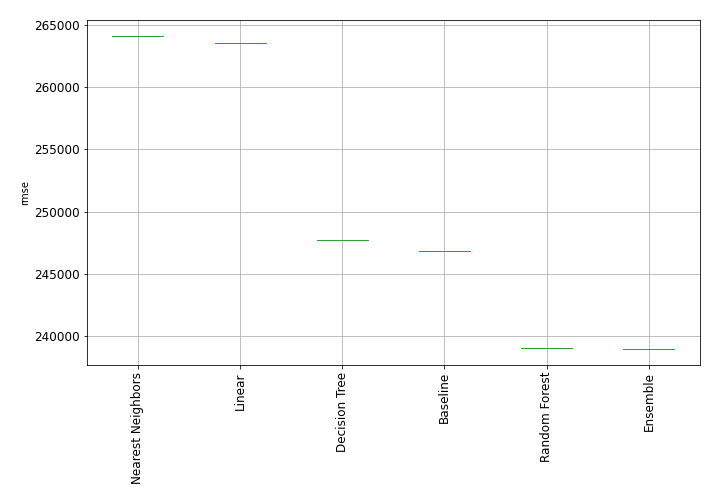 265000
260000
255000
250000
245000
240000
rmse
Nearest Neighbors
Linear
Decision Tree
Baseline
Random Forest
Ensemble